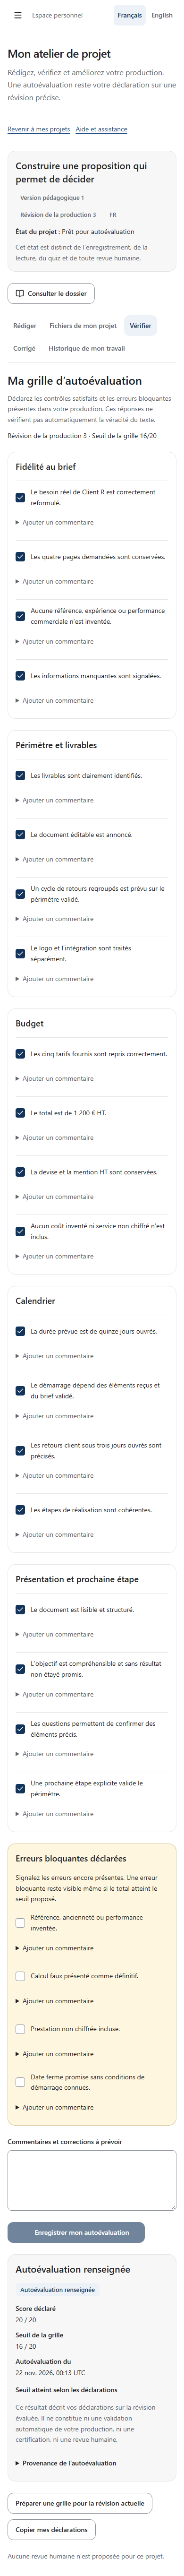 Espace personnel
Français
English
Mon atelier de projet
Rédigez, vérifiez et améliorez votre production.
Une autoévaluation reste votre déclaration sur une
révision précise.
Revenir à mes projets
Aide et assistance
Construire une proposition qui
permet de décider
Version pédagogique 1
Révision de la production 3
FR
État du projet : Prêt pour autoévaluation
Cet état est distinct de l'enregistrement, de la
lecture, du quiz et de toute revue humaine.
Consulter le dossier
Rédiger
Fichiers de mon projet
Vérifier
Corrigé
Historique de mon travail
Ma grille d'autoévaluation
Déclarez les contrôles satisfaits et les erreurs bloquantes
présentes dans votre production. Ces réponses ne
vérifient pas automatiquement la véracité du texte.
Révision de la production 3 · Seuil de la grille 16/20
Fidélité au brief
Le besoin réel de Client R est correctement
reformulé.
Ajouter un commentaire
Les quatre pages demandées sont conservées.
Ajouter un commentaire
Aucune référence, expérience ou performance
commerciale n'est inventée.
Ajouter un commentaire
Les informations manquantes sont signalées.
Ajouter un commentaire
Périmètre et livrables
Les livrables sont clairement identifiés.
Ajouter un commentaire
Le document éditable est annoncé.
Ajouter un commentaire
Un cycle de retours regroupés est prévu sur le
périmètre validé.
Ajouter un commentaire
Le logo et l'intégration sont traités
séparément.
Ajouter un commentaire
Budget
Les cinq tarifs fournis sont repris correctement.
Ajouter un commentaire
Le total est de 1 200 € HT.
Ajouter un commentaire
La devise et la mention HT sont conservées.
Ajouter un commentaire
Aucun coût inventé ni service non chiffré n'est
inclus.
Ajouter un commentaire
Calendrier
La durée prévue est de quinze jours ouvrés.
Ajouter un commentaire
Le démarrage dépend des éléments reçus et
du brief validé.
Ajouter un commentaire
Les retours client sous trois jours ouvrés sont
précisés.
Ajouter un commentaire
Les étapes de réalisation sont cohérentes.
Ajouter un commentaire
Présentation et prochaine étape
Le document est lisible et structuré.
Ajouter un commentaire
L'objectif est compréhensible et sans résultat
non étayé promis.
Ajouter un commentaire
Les questions permettent de confirmer des
éléments précis.
Ajouter un commentaire
Une prochaine étape explicite valide le
périmètre.
Ajouter un commentaire
Erreurs bloquantes déclarées
Signalez les erreurs encore présentes. Une erreur
bloquante reste visible même si le total atteint le
seuil proposé.
Référence, ancienneté ou performance
inventée.
Ajouter un commentaire
Calcul faux présenté comme définitif.
Ajouter un commentaire
Prestation non chiffrée incluse.
Ajouter un commentaire
Date ferme promise sans conditions de
démarrage connues.
Ajouter un commentaire
Commentaires et corrections à prévoir
Enregistrer mon autoévaluation
Autoévaluation renseignée
Autoévaluation renseignée
Score déclaré
20 / 20
Seuil de la grille
16 / 20
Autoévaluation du
22 nov. 2026, 00:13 UTC
Seuil atteint selon les déclarations
Ce résultat décrit vos déclarations sur la révision
évaluée. Il ne constitue ni une validation
automatique de votre production, ni une
certification, ni une revue humaine.
Provenance de l'autoévaluation
Préparer une grille pour la révision actuelle
Copier mes déclarations
Aucune revue humaine n'est proposée pour ce projet.